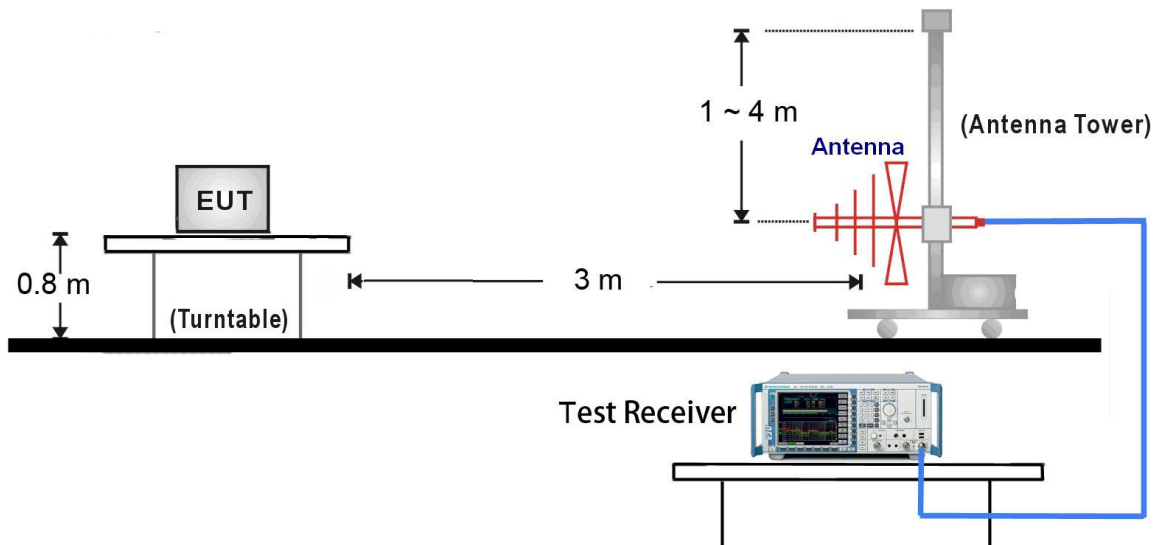 1 ~ 4 m
(Antenna Tower)
Antenna
EUT
0.8 m
3 m
(Turntable)
Test Receiver